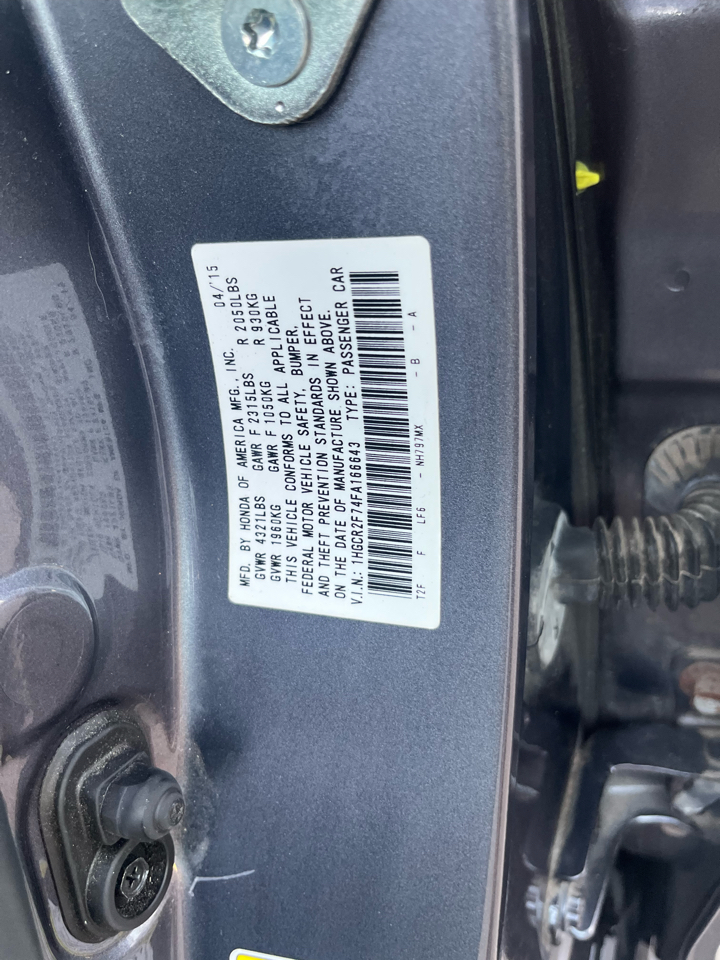 MFD. BY HONDA OF AMERICA MFG., INC. 04/'15
GVWR 4321LBS GAWR F 2315LBS R 2050LBS
GVWR 1960KG GAWR F 1050KG R 930KG
THIS VEHICLE CONFORMS TO ALL APPLICABLE
FEDERAL MOTOR VEHICLE SAFETY, BUMPER,
AND THEFT PREVENTION STANDARDS IN EFFECT
ON THE DATE OF MANUFACTURE SHOWN ABOVE.
V.I.N.: 1HGCR2F74FA166643 TYPE: PASSENGER CAR
T2F F LF6 - NH797MX - B - A